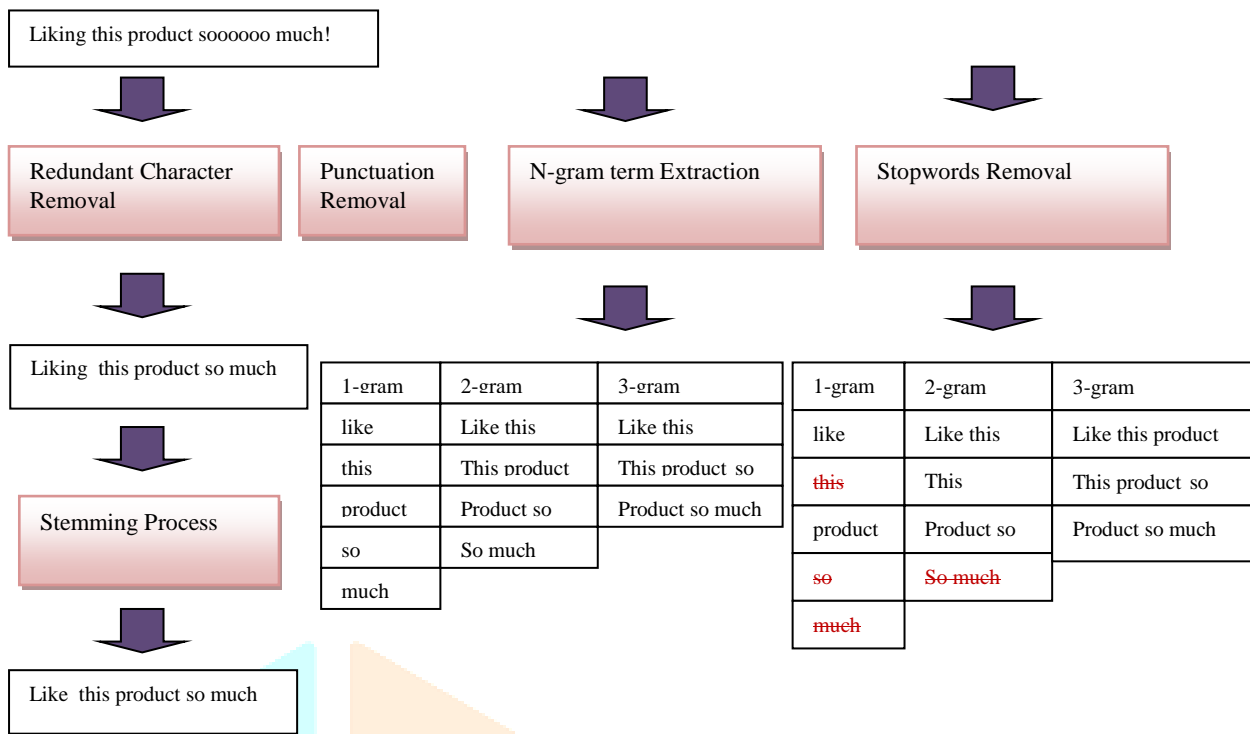 Liking this product soooooo much!
Redundant Character
Removal
Punctuation
Removal
N-gram term Extraction
Stopwords Removal
Liking this product so much
Stemming Process
Like this product so much
1-gram 2-gram 3-gram
like Like this Like this
this This product This product so
product Product so Product so much
so So much
much
1-gram 2-gram 3-gram
like Like this Like this product
this This This product so
product Product so Product so much
so So much
much